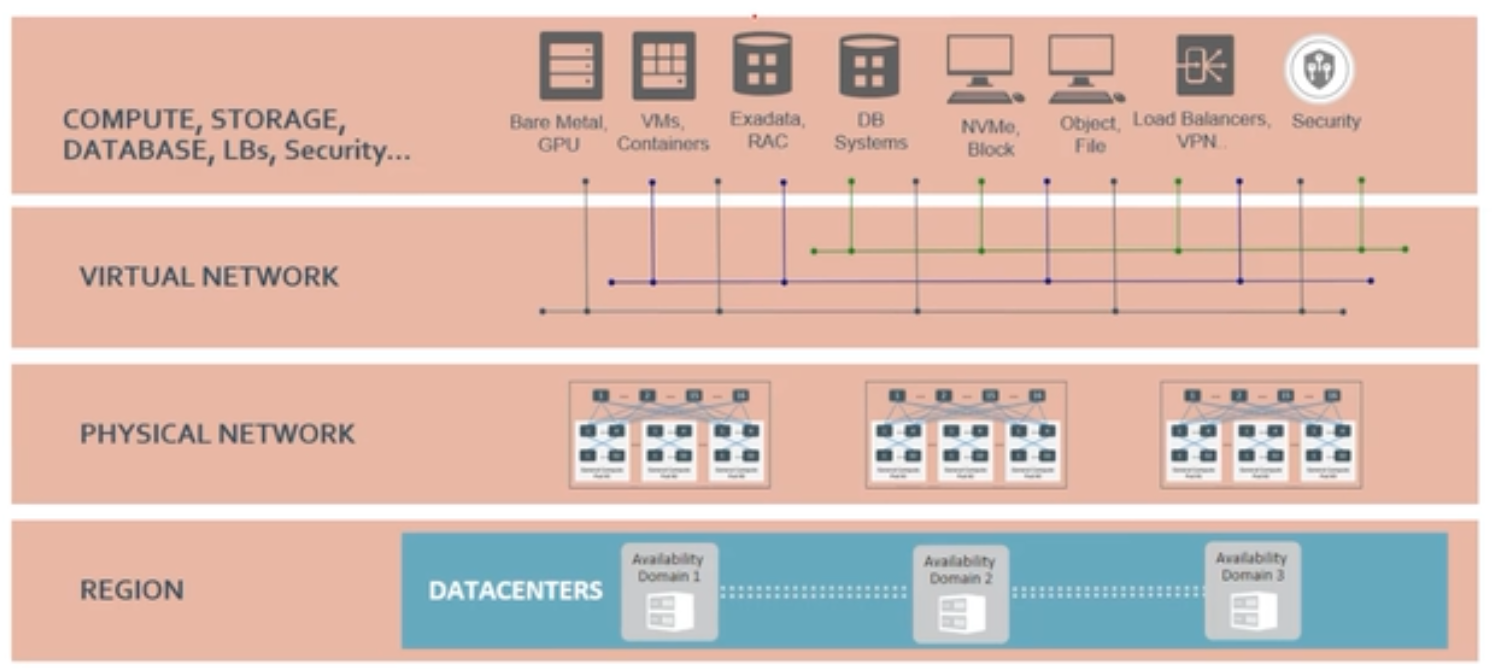 COMPUTE, STORAGE,
DATABASE, LBs, Security...
Bare Metal,
GPU
VMs,
Containers
Exadata,
RAC
DB
Systems
NVMe,
Block
Object,
File
Load Balancers,
VPN..
Security
VIRTUAL NETWORK
PHYSICAL NETWORK
REGION
DATACENTERS
Availability
Domain 1
Availability
Domain 2
Availability
Domain 3